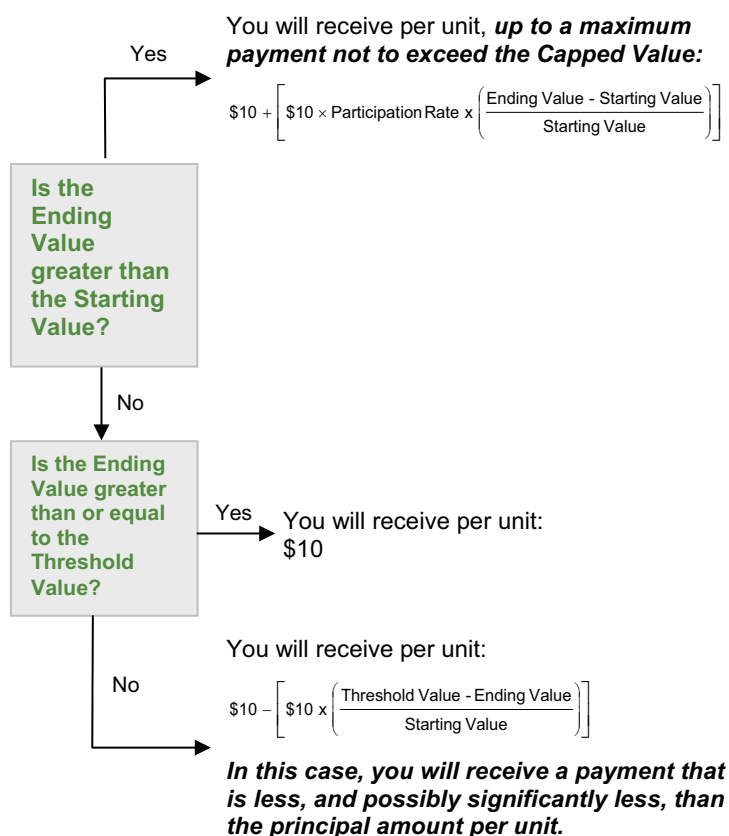 You will receive per unit, up to a maximum
payment not to exceed the Capped Value:
Yes
$10 + [ $10 × Participation Rate x ( Ending Value - Starting Value / Starting Value ) ]
Is the
Ending
Value
greater than
the Starting
Value?
No
Is the Ending
Value greater
than or equal
to the
Threshold
Value?
Yes
You will receive per unit:
$10
No
You will receive per unit:
$10 – [ $10 x ( Threshold Value - Ending Value / Starting Value ) ]
In this case, you will receive a payment that
is less, and possibly significantly less, than
the principal amount per unit.